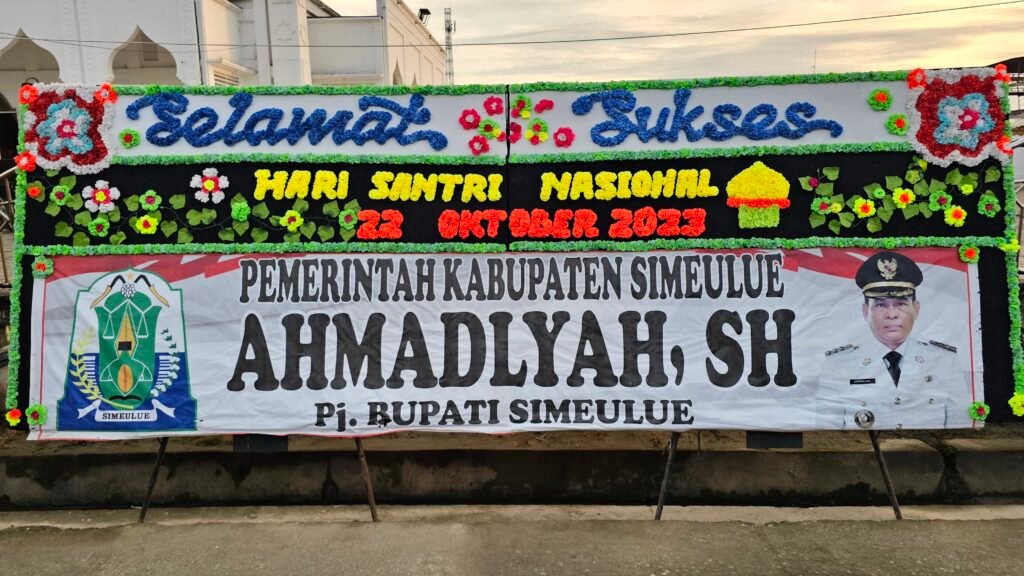 Selamat Sukses
HARI SANTRI NASIONAL
22 OKTOBER 2023
PEMERINTAH KABUPATEN SIMEULUE
AHMADLYAH, SH
Pj. BUPATI SIMEULUE
SIMEULUE